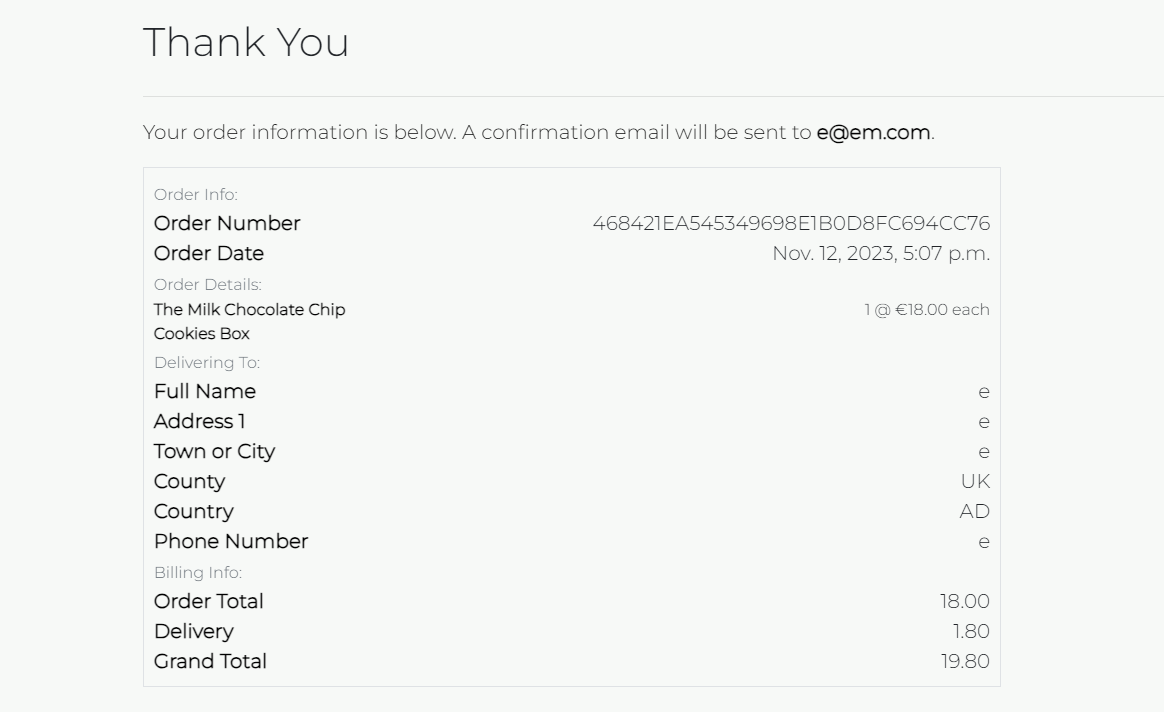 Thank You
Your order information is below. A confirmation email will be sent to e@em.com.
Order Info:
Order Number 468421EA545349698E1B0D8FC694CC76
Order Date Nov. 12, 2023, 5:07 p.m.
Order Details:
The Milk Chocolate Chip 1 @ €18.00 each
Cookies Box
Delivering To:
Full Name e
Address 1 e
Town or City e
County UK
Country AD
Phone Number e
Billing Info:
Order Total 18.00
Delivery 1.80
Grand Total 19.80